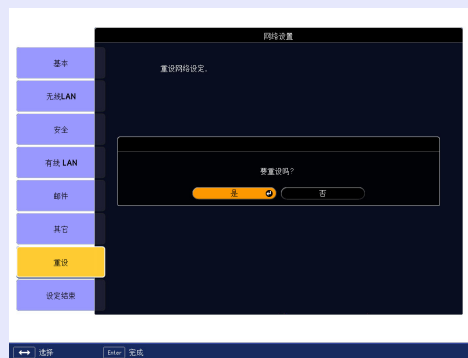 网络设置
基本
重设网络设定。
无线LAN
安全
有线 LAN
要重设吗?
邮件
是
否
其它
重设
设定结束
选择
Enter 完成